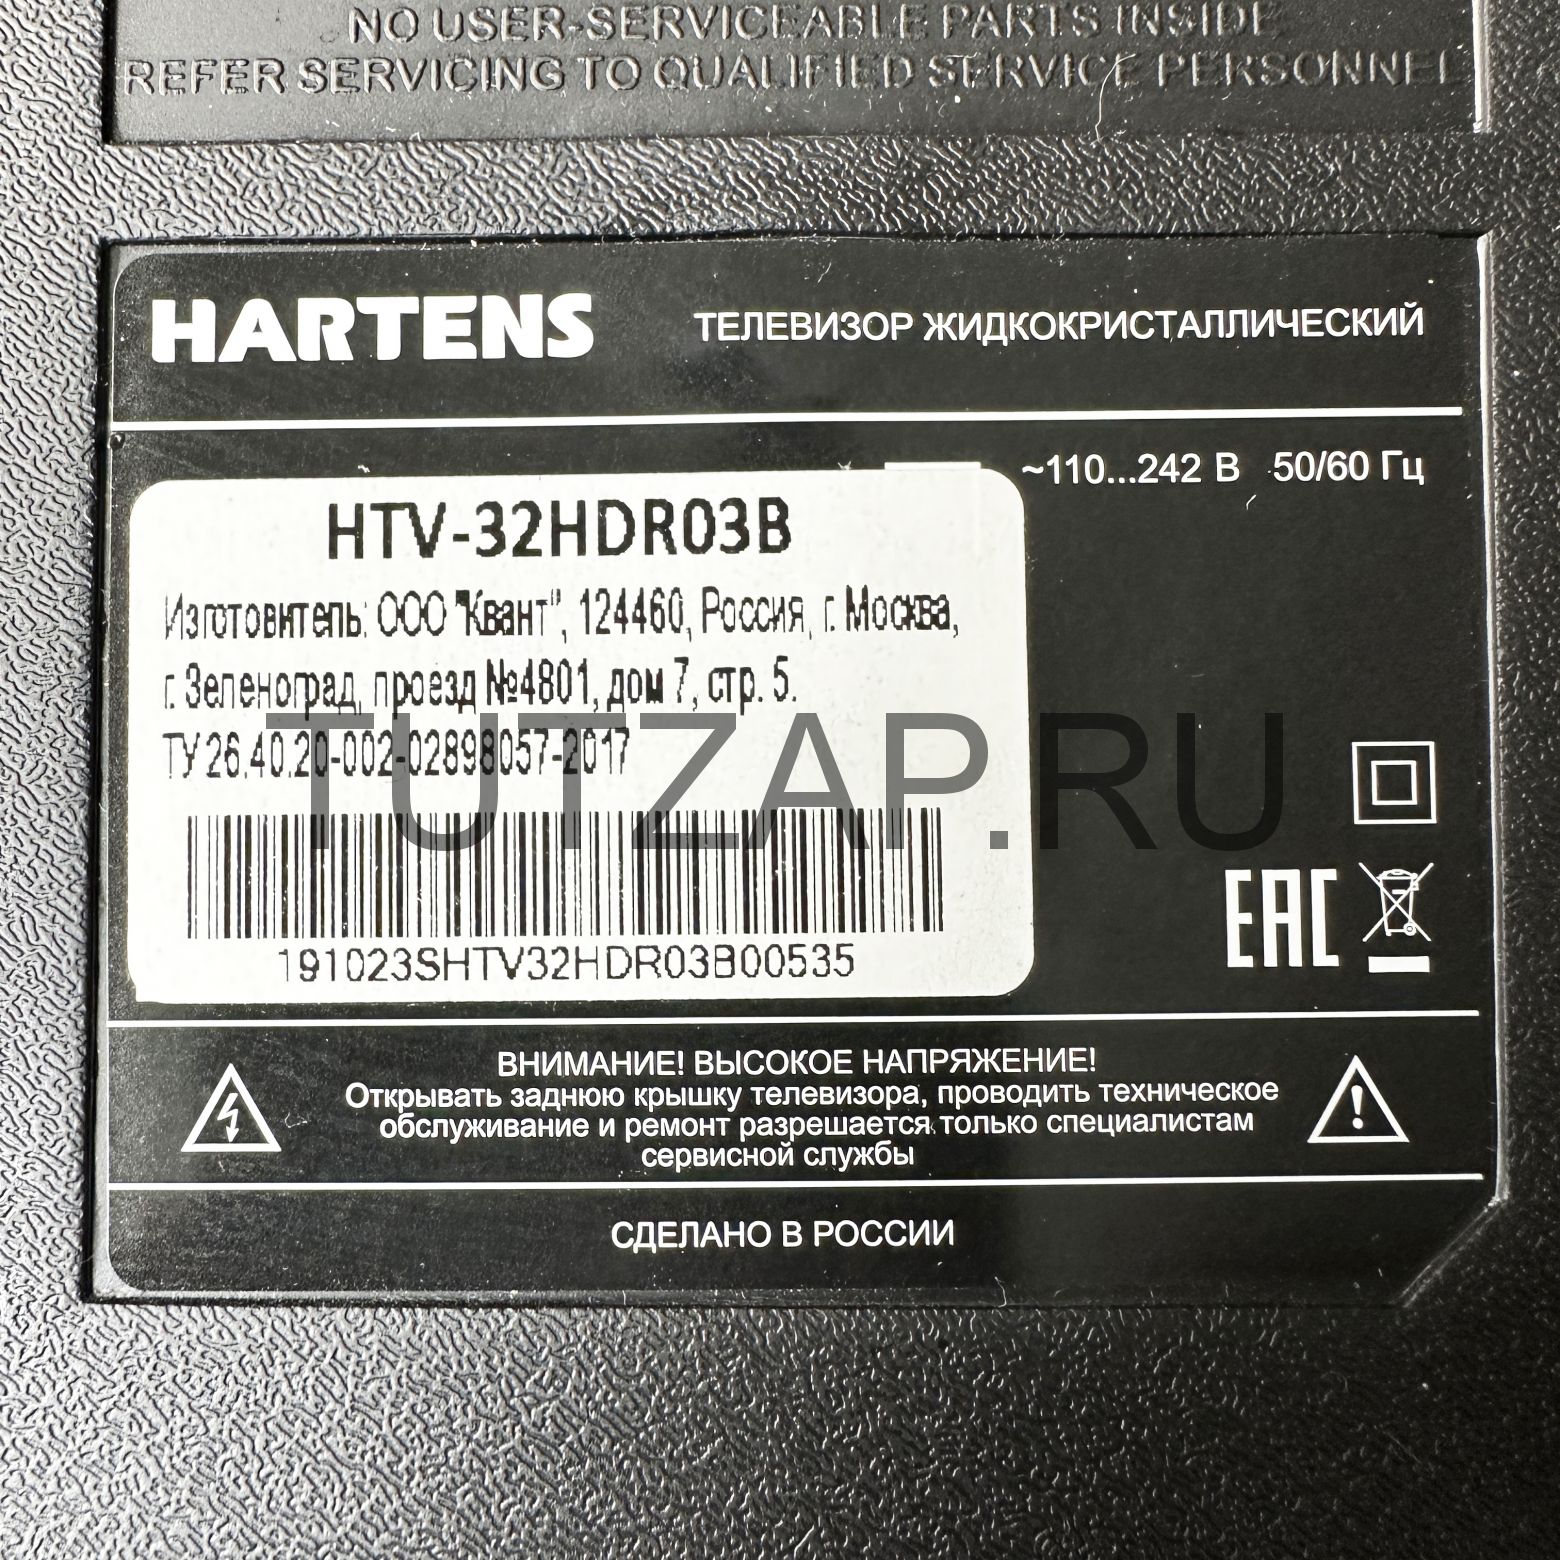 NO USER-SERVICEABLE PARTS INSIDE
REFER SERVICING TO QUALIFIED SERVICE PERSONNEL
HARTENS
ТЕЛЕВИЗОР ЖИДКОКРИСТАЛЛИЧЕСКИЙ
~110...242 В 50/60 Гц
HTV-32HDR03B
Изготовитель: ООО "Квант", 124460, Россия, г. Москва,
г. Зеленоград, проезд №4801, дом 7, стр. 5.
ТУ 26.40.20-002-02898057-2017
TUTZAP.RU
191023SHTV32HDR03B00535
EAC
ВНИМАНИЕ! ВЫСОКОЕ НАПРЯЖЕНИЕ!
Открывать заднюю крышку телевизора, проводить техническое
обслуживание и ремонт разрешается только специалистам
сервисной службы
СДЕЛАНО В РОССИИ